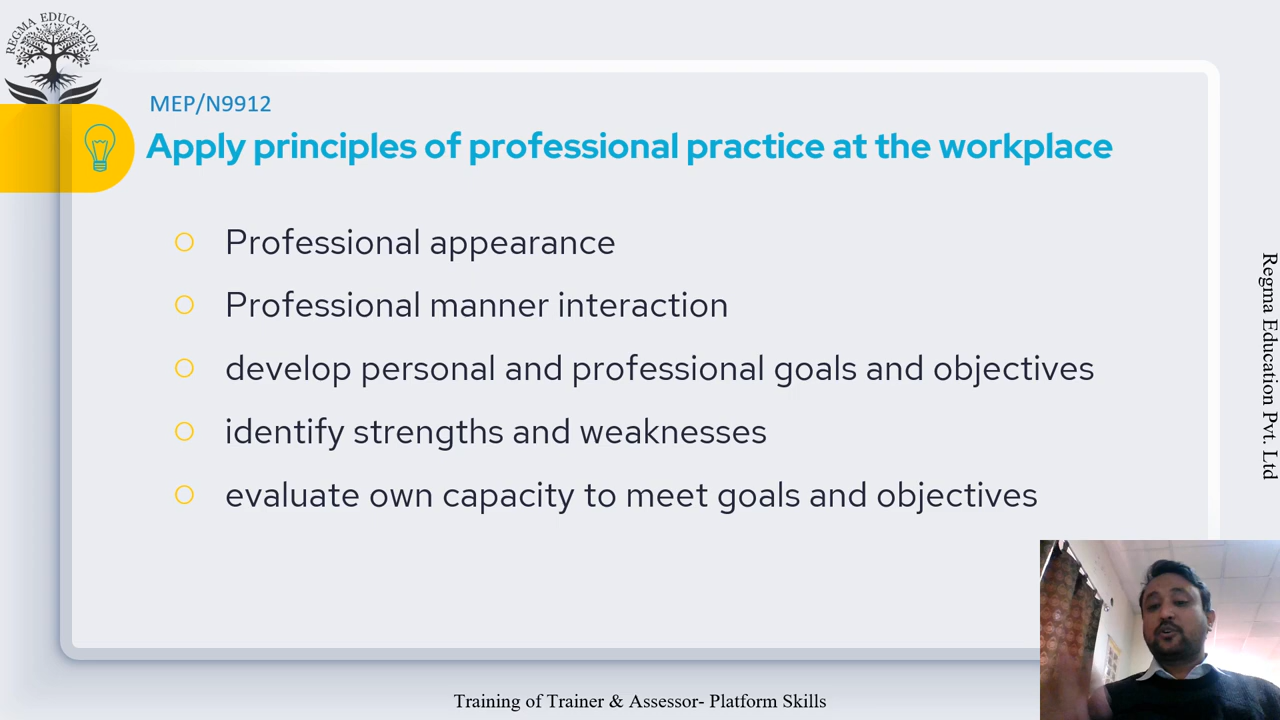 REGMA EDUCATION
MEP/N9912
Apply principles of professional practice at the workplace
Professional appearance
Professional manner interaction
develop personal and professional goals and objectives
identify strengths and weaknesses
evaluate own capacity to meet goals and objectives
Regma Education Pvt. Ltd
Training of Trainer & Assessor- Platform Skills